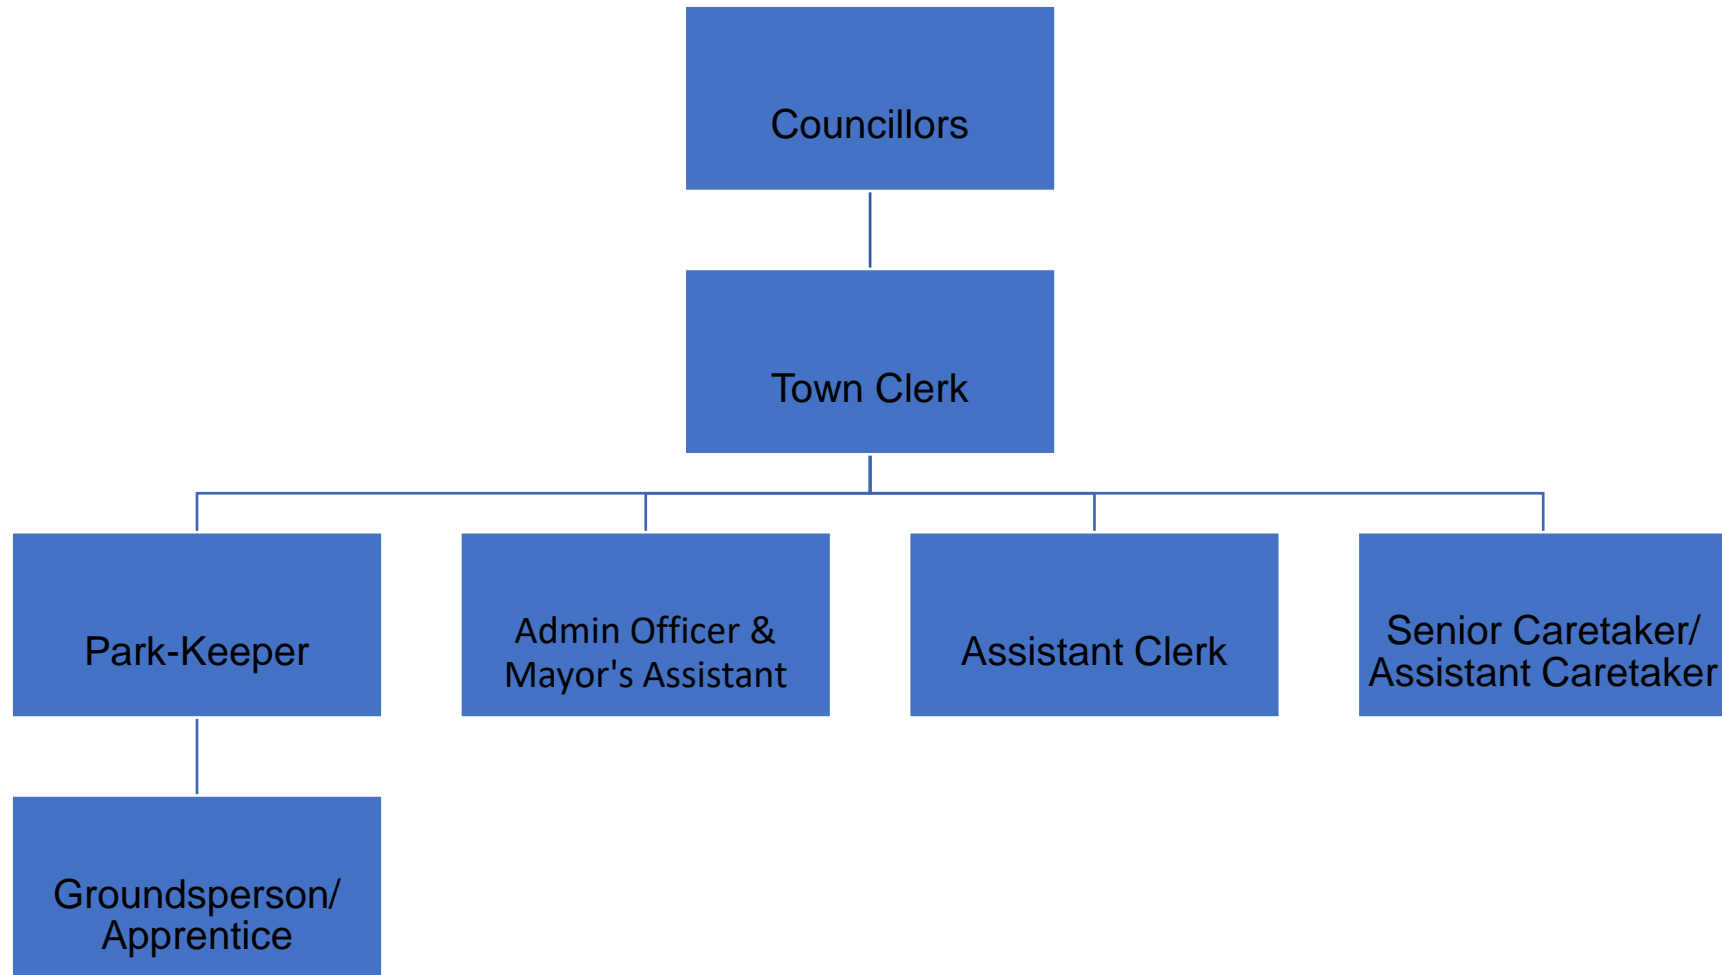 Councillors
Town Clerk
Park-Keeper
Admin Officer &
Mayor's Assistant
Assistant Clerk
Senior Caretaker/
Assistant Caretaker
Groundsperson/
Apprentice